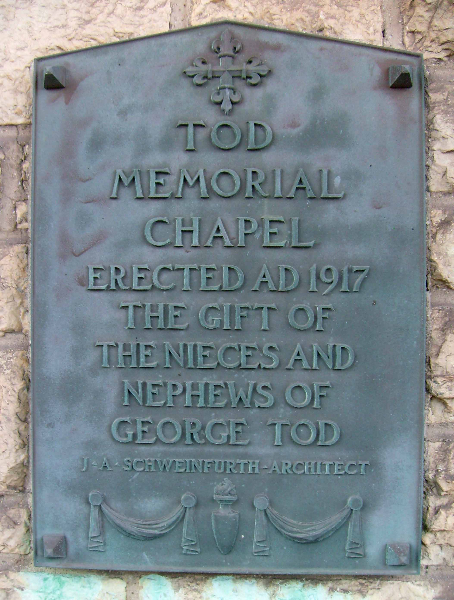 TOD
MEMORIAL
CHAPEL
ERECTED AD 1917
THE GIFT OF
THE NIECES AND
NEPHEWS OF
GEORGE TOD
J-A-SCHWEINFURTH-ARCHITECT